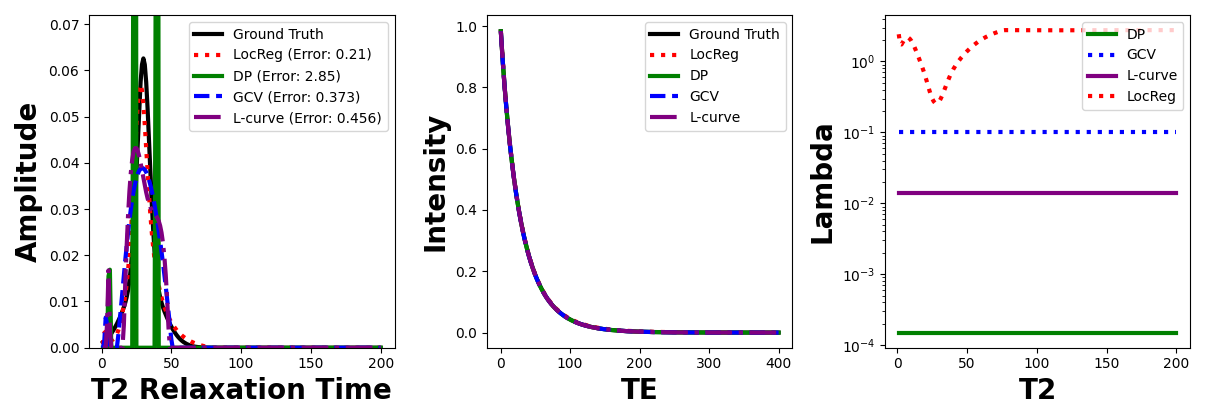 0.07
0.06
0.05
0.04
0.03
0.02
0.01
0.00
Amplitude
0
50
100
150
200
T2 Relaxation Time
Ground Truth
LocReg (Error: 0.21)
DP (Error: 2.85)
GCV (Error: 0.373)
L-curve (Error: 0.456)
1.0
0.8
0.6
0.4
0.2
0.0
Intensity
0
100
200
300
400
TE
Ground Truth
LocReg
DP
GCV
L-curve
10⁰
10⁻¹
10⁻²
10⁻³
10⁻⁴
Lambda
0
50
100
150
200
T2
DP
GCV
L-curve
LocReg